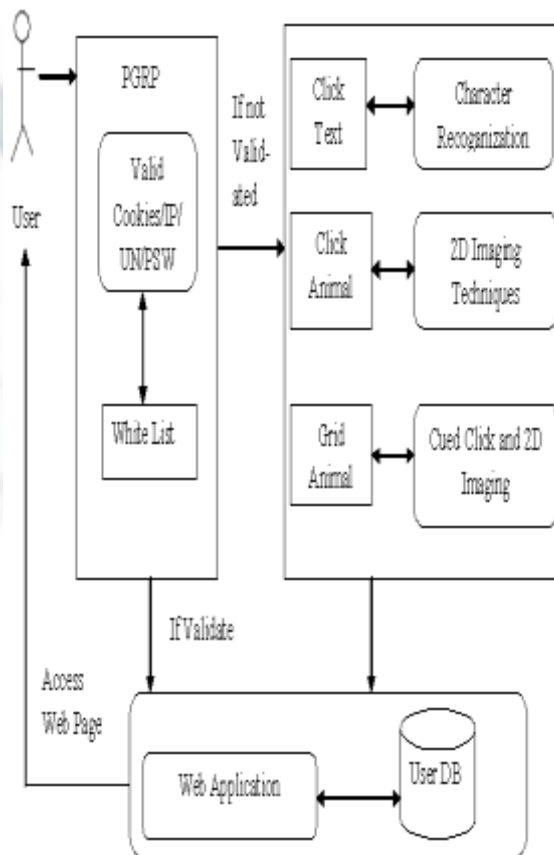 PGRP
User
Valid
Cookies/IP/
UN/PSW
White List
If not
Valid-
ated
Click
Text
Character
Recoganization
Click
Animal
2D Imaging
Techniques
Grid
Animal
Cued Click and 2D
Imaging
If Validate
Access
Web Page
Web Application
User DB